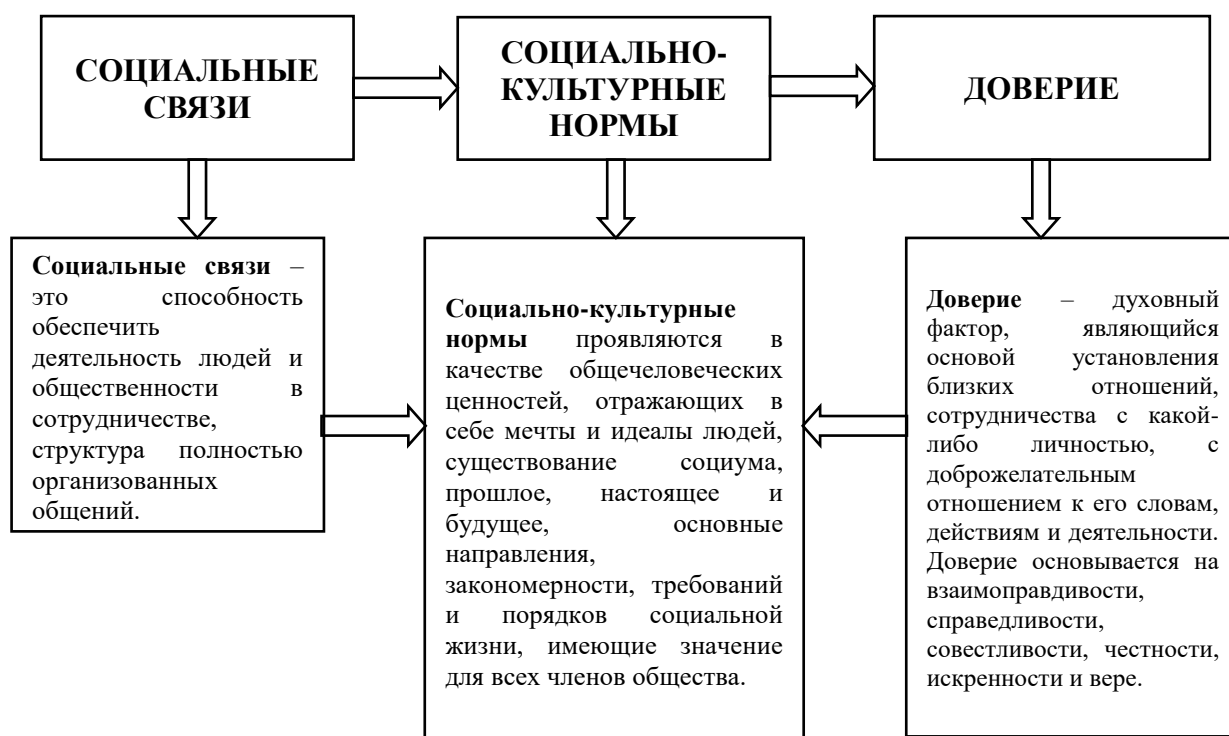 СОЦИАЛЬНЫЕ
СВЯЗИ
СОЦИАЛЬНО-
КУЛЬТУРНЫЕ
НОРМЫ
ДОВЕРИЕ
Социальные связи –
это способность
обеспечить
деятельность людей и
общественности в
сотрудничестве,
структура полностью
организованных
общений.
Социально-культурные
нормы проявляются в
качестве общечеловеческих
ценностей, отражающих в
себе мечты и идеалы людей,
существование социума,
прошлое, настоящее и
будущее, основные
направления,
закономерности, требований
и порядков социальной
жизни, имеющие значение
для всех членов общества.
Доверие – духовный
фактор, являющийся
основой установления
близких отношений,
сотрудничества с какой-
либо личностью, с
доброжелательным
отношением к его словам,
действиям и деятельности.
Доверие основывается на
взаимоправдивости,
справедливости,
совестливости, честности,
искренности и вере.